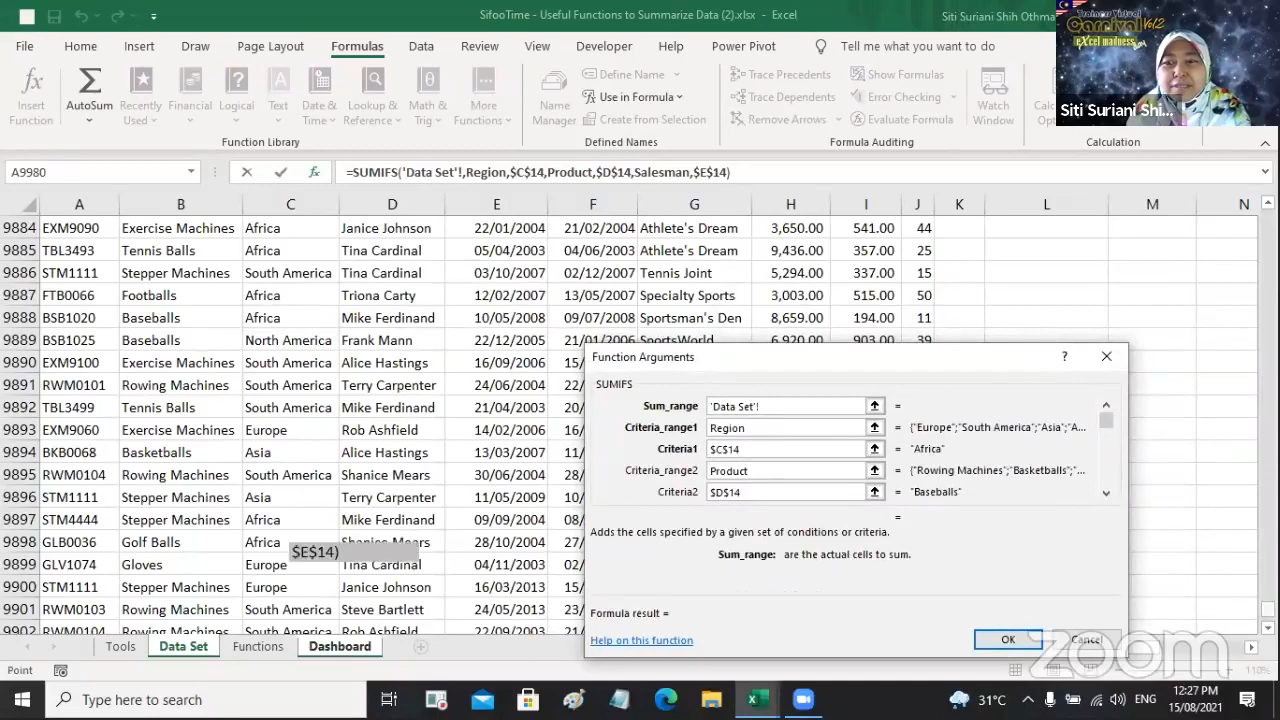 SifooTime - Useful Functions to Summarize Data (2).xlsx - Excel
Siti Suriani Shih Othma
Trainers Virtual
Carnival Vol2
eXcel madness
Siti Suriani Shi...
File Home Insert Draw Page Layout Formulas Data Review View Developer Help Power Pivot Tell me what you want to do
Insert Function
AutoSum
Recently Used
Financial
Logical
Text
Date & Time
Lookup & Reference
Math & Trig
More Functions
Function Library
Name Manager
Define Name
Use in Formula
Create from Selection
Defined Names
Trace Precedents
Trace Dependents
Remove Arrows
Show Formulas
Error Checking
Evaluate Formula
Formula Auditing
Watch Window
Calculation
A9980 =SUMIFS('Data Set'!,Region,$C$14,Product,$D$14,Salesman,$E$14)
A B C D E F G H I J K L M N
9884 EXM9090 Exercise Machines Africa Janice Johnson 22/01/2004 21/02/2004 Athlete's Dream 3,650.00 541.00 44
9885 TBL3493 Tennis Balls Africa Tina Cardinal 05/04/2003 04/06/2003 Athlete's Dream 9,436.00 357.00 25
9886 STM1111 Stepper Machines South America Tina Cardinal 03/10/2007 02/12/2007 Tennis Joint 5,294.00 337.00 15
9887 FTB0066 Footballs Africa Triona Carty 12/02/2007 13/05/2007 Specialty Sports 3,003.00 515.00 50
9888 BSB1020 Baseballs Africa Mike Ferdinand 10/05/2008 09/07/2008 Sportsman's Den 8,659.00 194.00 11
9889 BSB1025 Baseballs North America Frank Mann 22/12/2005 21/01/2006 SportsWorld 6,920.00 903.00 39
9890 EXM9100 Exercise Machines South America Alice Hastings 16/09/2006 15/
9891 RWM0101 Rowing Machines South America Terry Carpenter 24/06/2004 22/
9892 TBL3499 Tennis Balls South America Mike Ferdinand 21/04/2003 20/
9893 EXM9060 Exercise Machines Europe Rob Ashfield 14/02/2006 15/
9894 BKB0068 Basketballs Asia Alice Hastings 11/03/2006 10/
9895 RWM0104 Rowing Machines South America Shanice Mears 30/06/2004 28/
9896 STM1111 Stepper Machines Asia Terry Carpenter 11/05/2009 10/
9897 STM4444 Stepper Machines Africa Mike Ferdinand 09/09/2004 08/
9898 GLB0036 Golf Balls Africa Shanice Mears 28/10/2004 27/
$E$14)
9899 GLV1074 Gloves Europe Tina Cardinal 04/11/2003 02/
9900 STM1111 Stepper Machines Europe Janice Johnson 16/03/2013 15/
9901 RWM0103 Rowing Machines South America Steve Bartlett 24/05/2013 23/
9902 RWM0104 Rowing Machines South America Rob Ashfield 22/09/2003
Function Arguments ?
SUMIFS
Sum_range 'Data Set'! =
Criteria_range1 Region = {"Europe";"South America";"Asia";"A...
Criteria1 $C$14 = "Africa"
Criteria_range2 Product = {"Rowing Machines";"Basketballs";"...
Criteria2 $D$14 = "Baseballs"
=
Adds the cells specified by a given set of conditions or criteria.
Sum_range: are the actual cells to sum.
Formula result =
Help on this function
OK
Cancel
zoom
Tools Data Set Functions Dashboard
Point
110%
Type here to search
31°C
ENG
12:27 PM
15/08/2021